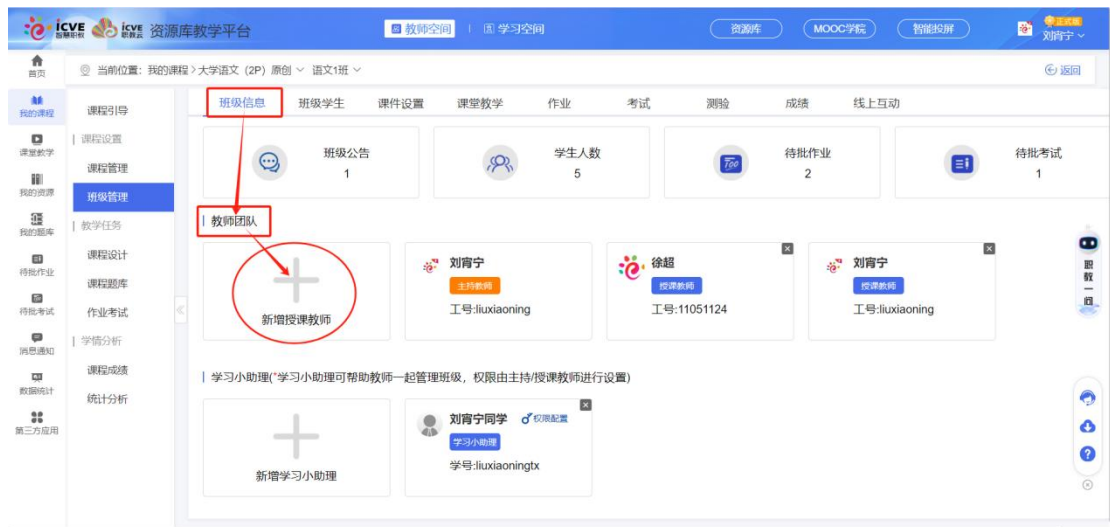 icve 智慧职教 icve 职教云 资源库教学平台
教师空间 学习空间
资源库 MOOC学院 智能投屏
正式版
刘宵宁
首页
我的课程
课堂教学
我的资源
我的题库
待批作业
待批考试
消息通知
数据统计
第三方应用
当前位置：我的课程>大学语文（2P）原创 语文1班
返回
课程引导
课程设置
课程管理
班级管理
教学任务
课程设计
课程题库
作业考试
学情分析
课程成绩
统计分析
班级信息 班级学生 课件设置 课堂教学 作业 考试 测验 成绩 线上互动
班级公告
1
学生人数
5
待批作业
2
待批考试
1
教师团队
新增授课教师
刘宵宁
主持教师
工号:liuxiaoning
徐超
授课教师
工号:11051124
刘宵宁
授课教师
工号:liuxiaoning
学习小助理(*学习小助理可帮助教师一起管理班级，权限由主持/授课教师进行设置)
新增学习小助理
刘宵宁同学 权限配置
学习小助理
学号:liuxiaoningtx
职教一问